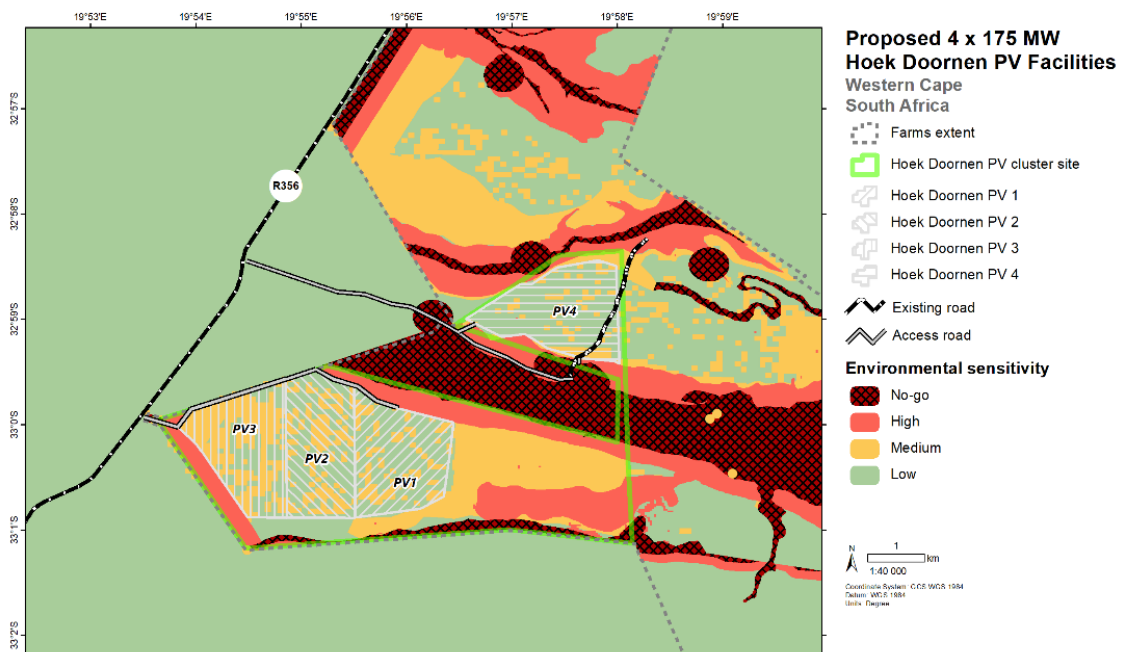 19°53'E 19°54'E 19°55'E 19°56'E 19°57'E 19°58'E 19°59'E
32°57'S
32°58'S
32°59'S
33°0'S
33°1'S
33°2'S
R356
PV4
PV3
PV2
PV1
Proposed 4 x 175 MW
Hoek Doornen PV Facilities
Western Cape
South Africa
Farms extent
Hoek Doornen PV cluster site
Hoek Doornen PV 1
Hoek Doornen PV 2
Hoek Doornen PV 3
Hoek Doornen PV 4
Existing road
Access road
Environmental sensitivity
No-go
High
Medium
Low
N
1
km
1:40 000
Coordinate System: GCS WGS 1984
Datum: WGS 1984
Units: Degree